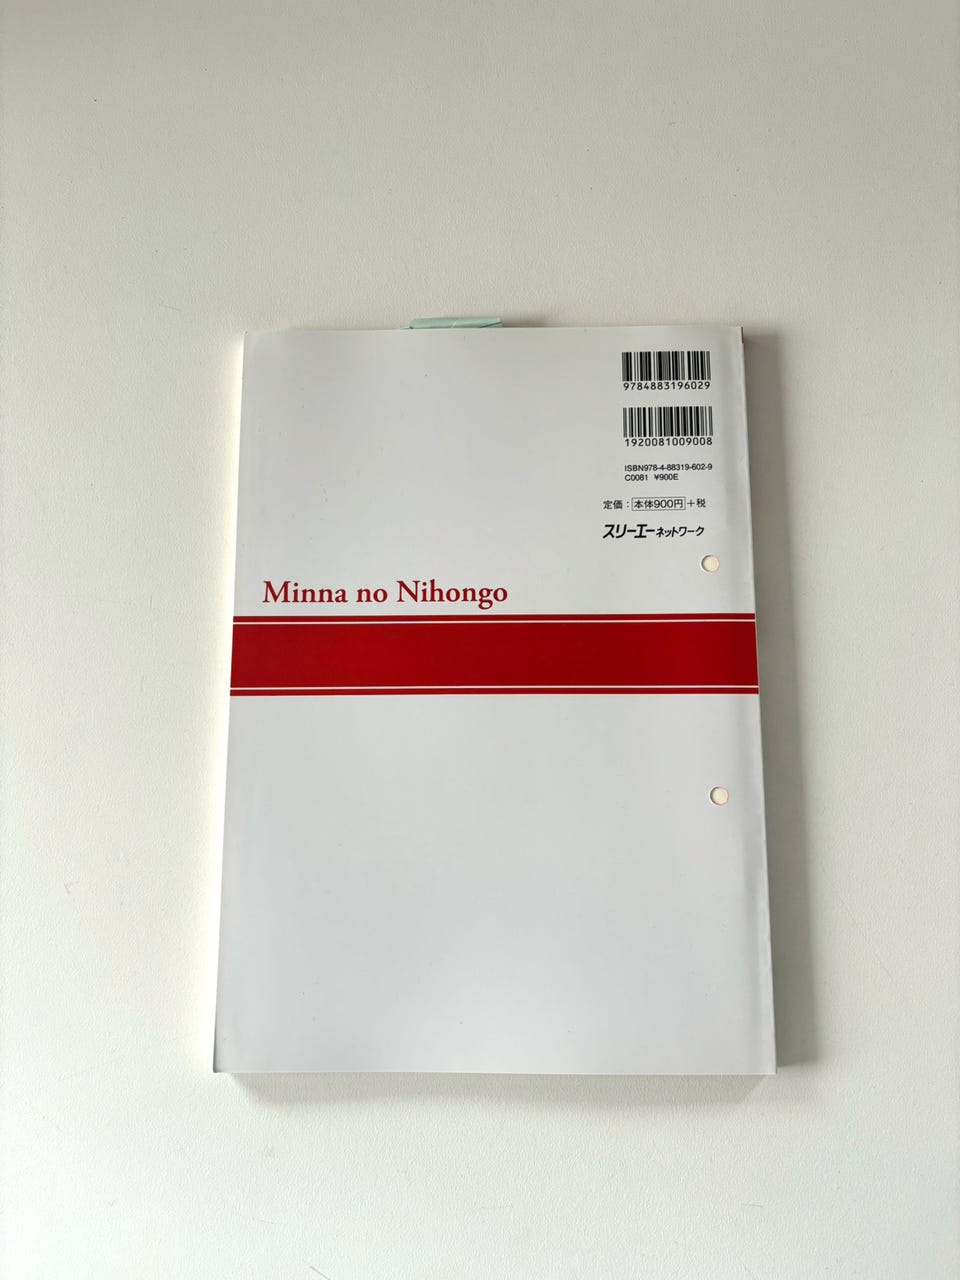 9784883196029
1920081009008
ISBN978-4-88319-602-9
C0081 ¥900E
定価：本体900円＋税
スリーエーネットワーク
Minna no Nihongo